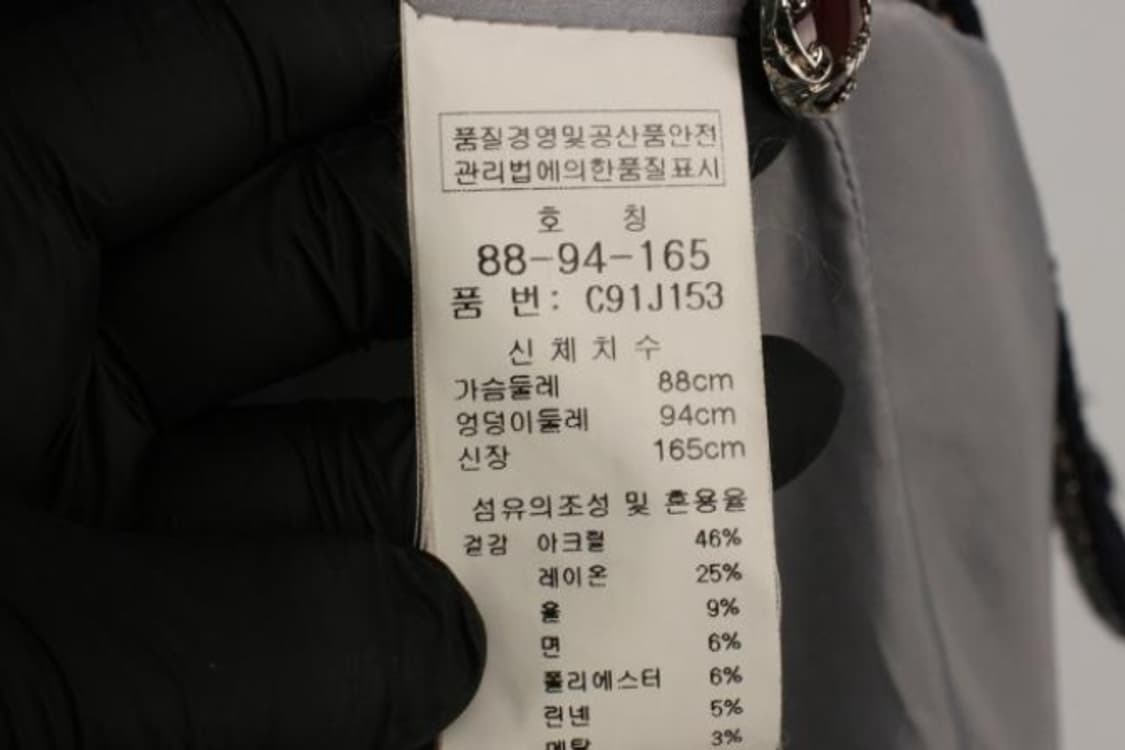 품질경영및공산품안전
관리법에의한품질표시
호 칭
88-94-165
품 번: C91J153
신 체 치 수
가슴둘레 88cm
엉덩이둘레 94cm
신장 165cm
섬유의조성 및 혼용율
겉감 아크릴 46%
레이온 25%
울 9%
면 6%
폴리에스터 6%
린넨 5%
메탈 3%